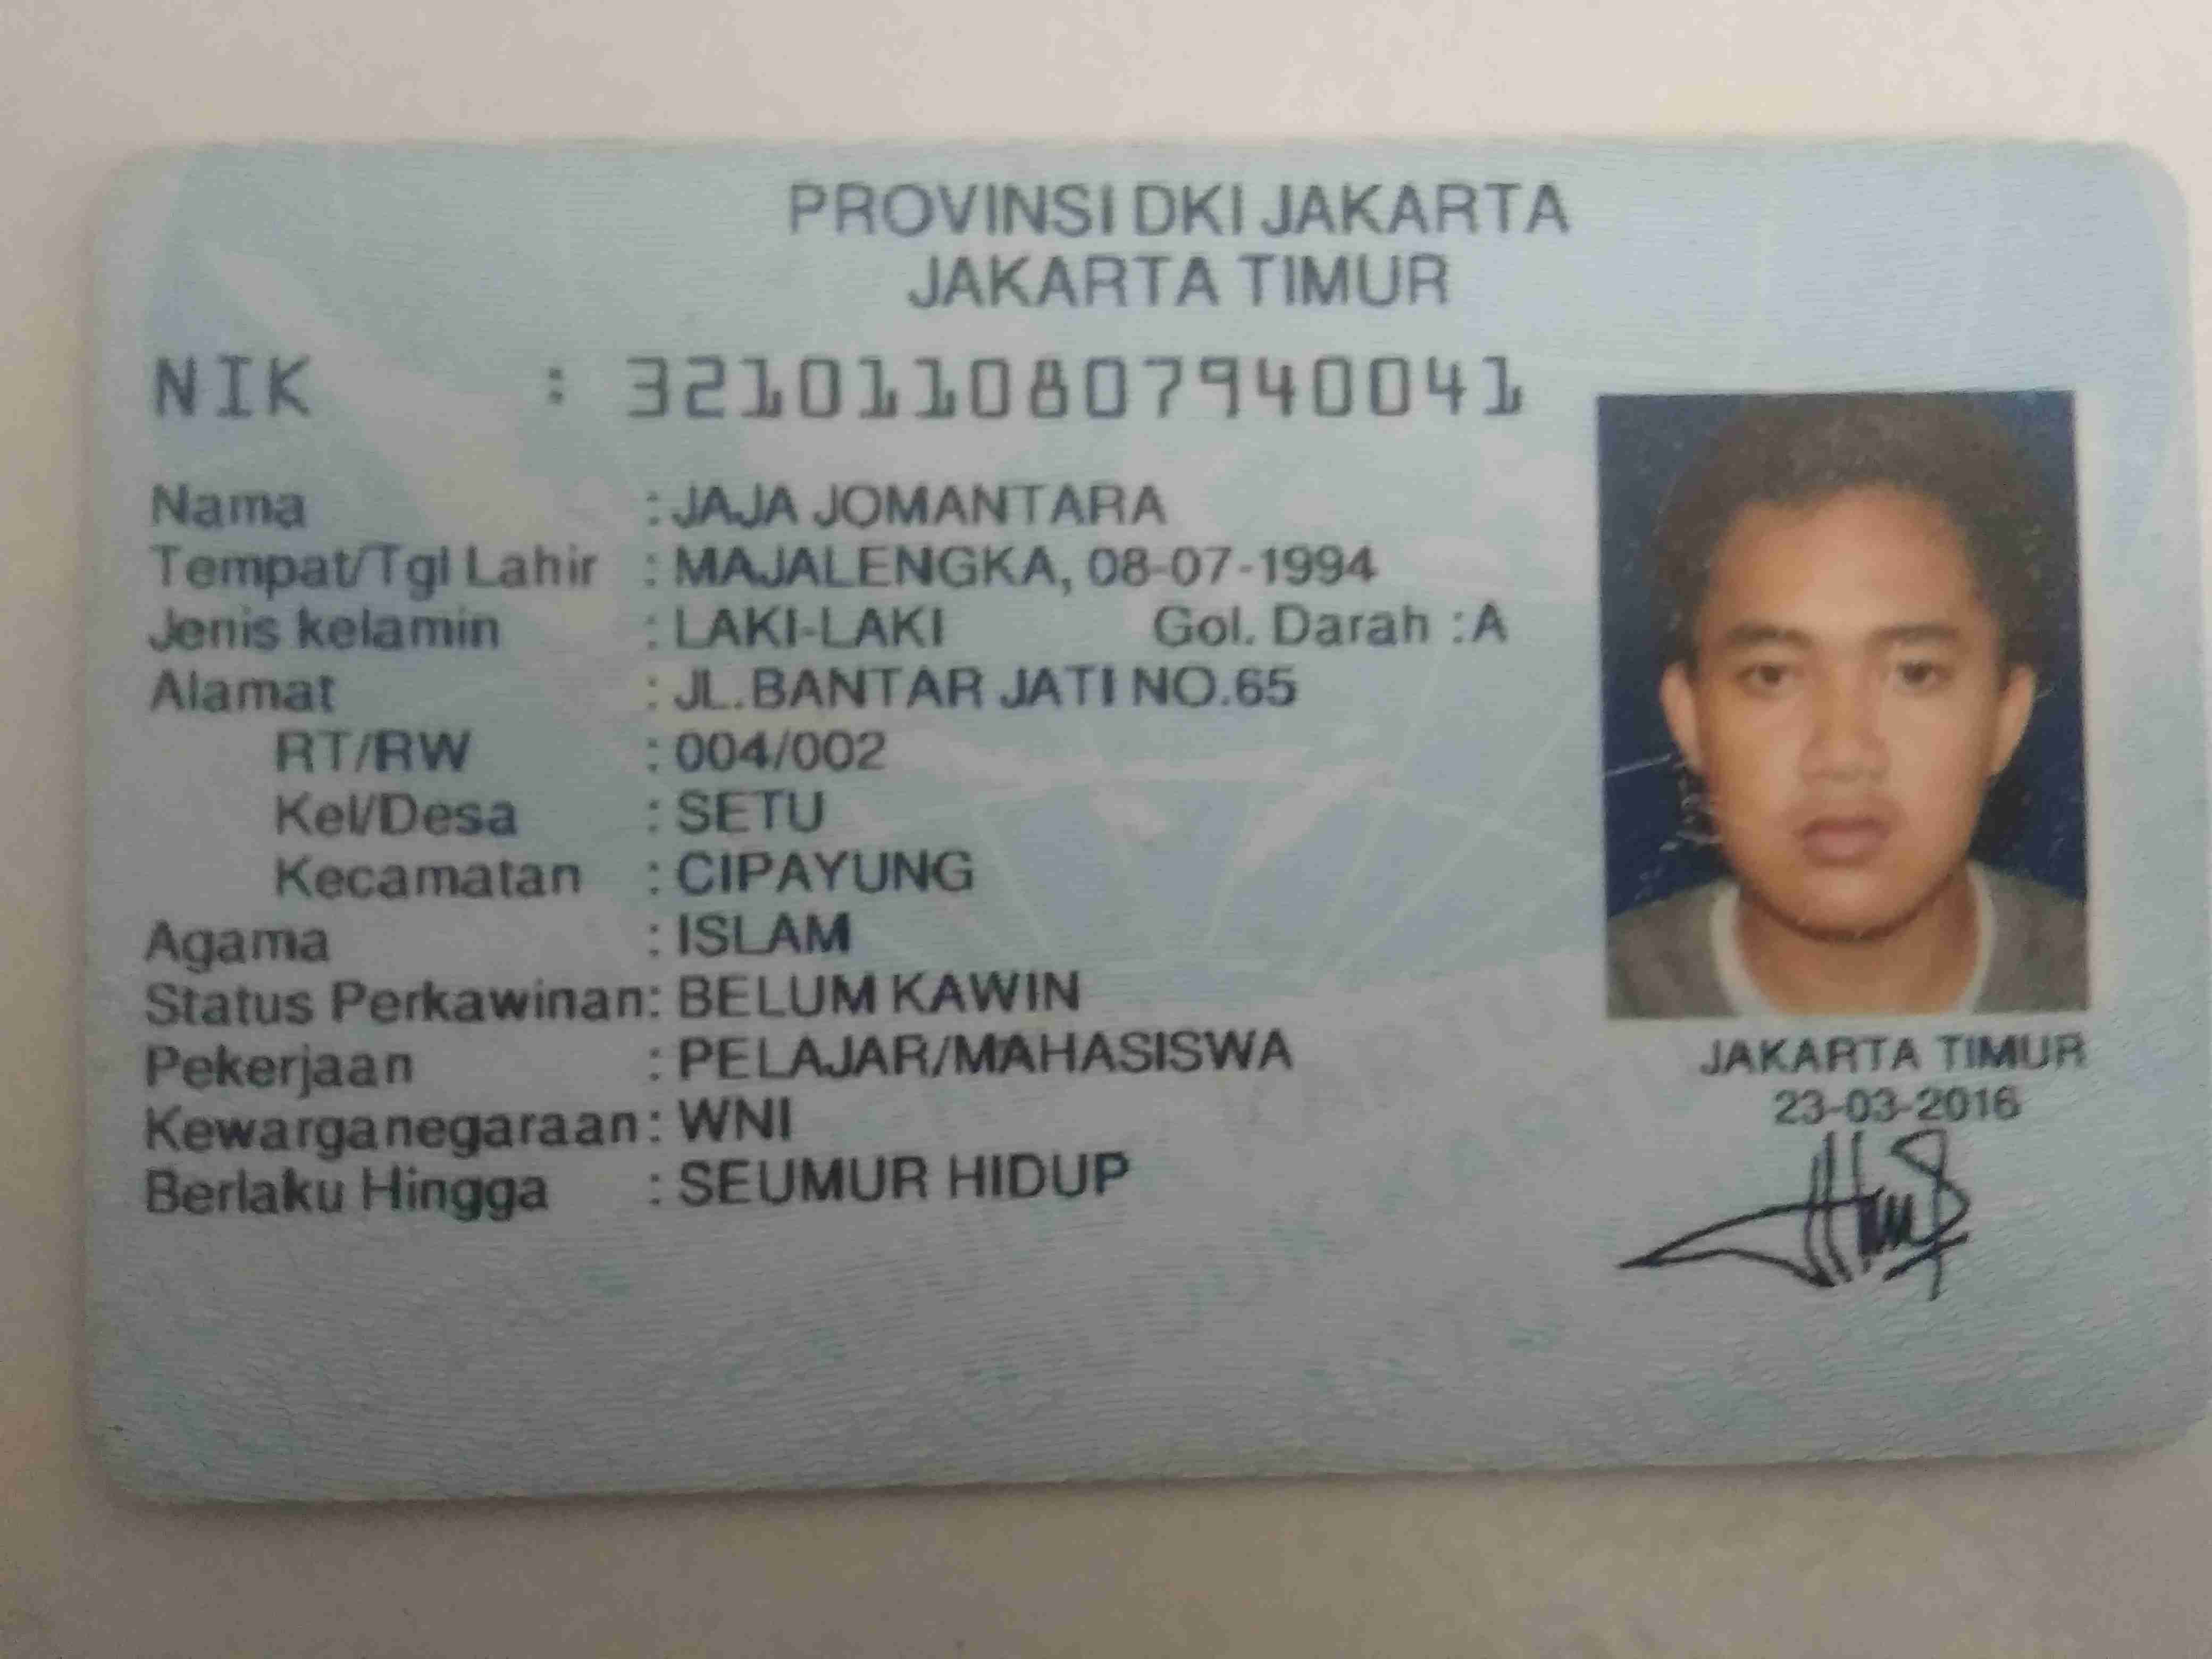 PROVINSI DKI JAKARTA
JAKARTA TIMUR
NIK : 3210110807940041
Nama : JAJA JOMANTARA
Tempat/Tgl Lahir : MAJALENGKA, 08-07-1994
Jenis kelamin : LAKI-LAKI Gol. Darah : A
Alamat : JL.BANTAR JATI NO.65
RT/RW : 004/002
Kel/Desa : SETU
Kecamatan : CIPAYUNG
Agama : ISLAM
Status Perkawinan: BELUM KAWIN
Pekerjaan : PELAJAR/MAHASISWA
Kewarganegaraan: WNI
Berlaku Hingga : SEUMUR HIDUP
JAKARTA TIMUR
23-03-2016